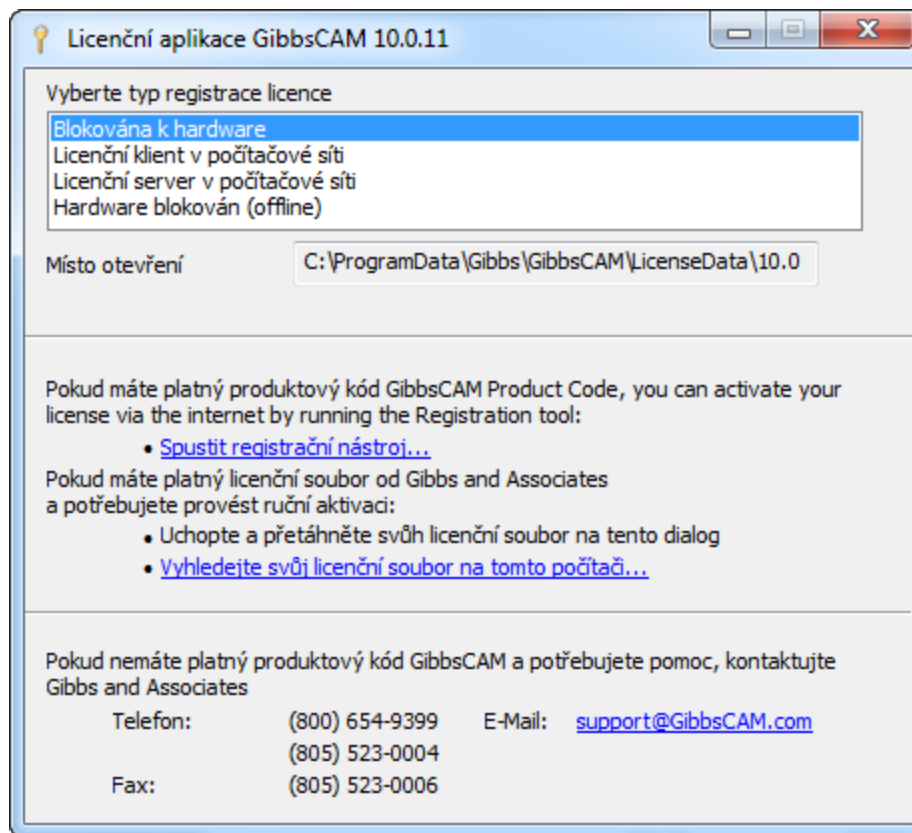 Licenční aplikace GibbsCAM 10.0.11
Vyberte typ registrace licence
Blokována k hardware
Licenční klient v počítačové síti
Licenční server v počítačové síti
Hardware blokován (offline)
Místo otevření C:\ProgramData\Gibbs\GibbsCAM\LicenseData\10.0
Pokud máte platný produktový kód GibbsCAM Product Code, you can activate your
license via the internet by running the Registration tool:
• Spustit registrační nástroj...
Pokud máte platný licenční soubor od Gibbs and Associates
a potřebujete provést ruční aktivaci:
• Uchopte a přetáhněte svůh licenční soubor na tento dialog
• Vyhledejte svůj licenční soubor na tomto počítači...
Pokud nemáte platný produktový kód GibbsCAM a potřebujete pomoc, kontaktujte
Gibbs and Associates
Telefon: (800) 654-9399 E-Mail: support@GibbsCAM.com
(805) 523-0004
Fax: (805) 523-0006